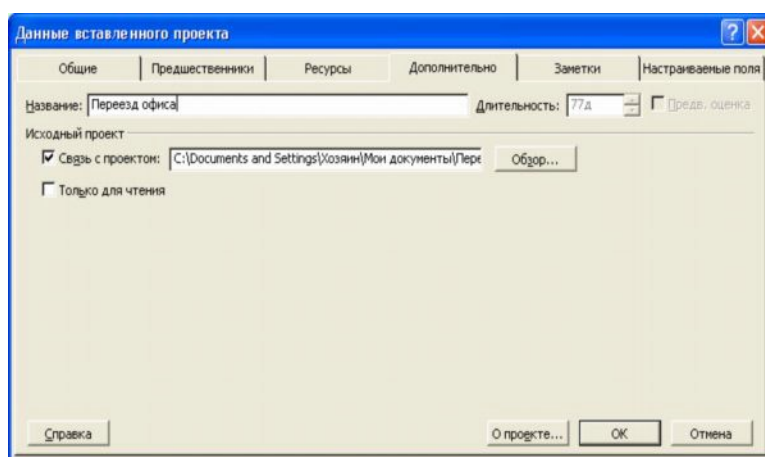 Данные вставленного проекта
Общие Предшественники Ресурсы Дополнительно Заметки Настраиваемые поля
Название: Переезд офиса Длительность: 77д Предв. оценка
Исходный проект
Связь с проектом: C:\Documents and Settings\Хозяин\Мои документы\Пере Обзор...
Только для чтения
Справка О проекте... ОК Отмена